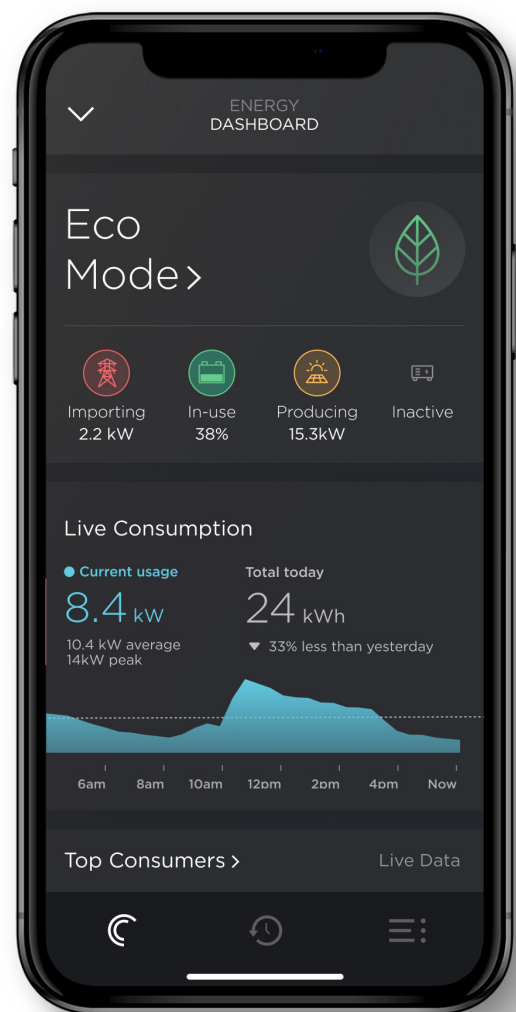 ENERGY
DASHBOARD
Eco
Mode >
Importing
2.2 kW
In-use
38%
Producing
15.3kW
Inactive
Live Consumption
Current usage
8.4 kW
10.4 kW average
14kW peak
Total today
24 kWh
▼ 33% less than yesterday
6am 8am 10am 12pm 2pm 4pm Now
Top Consumers >
Live Data